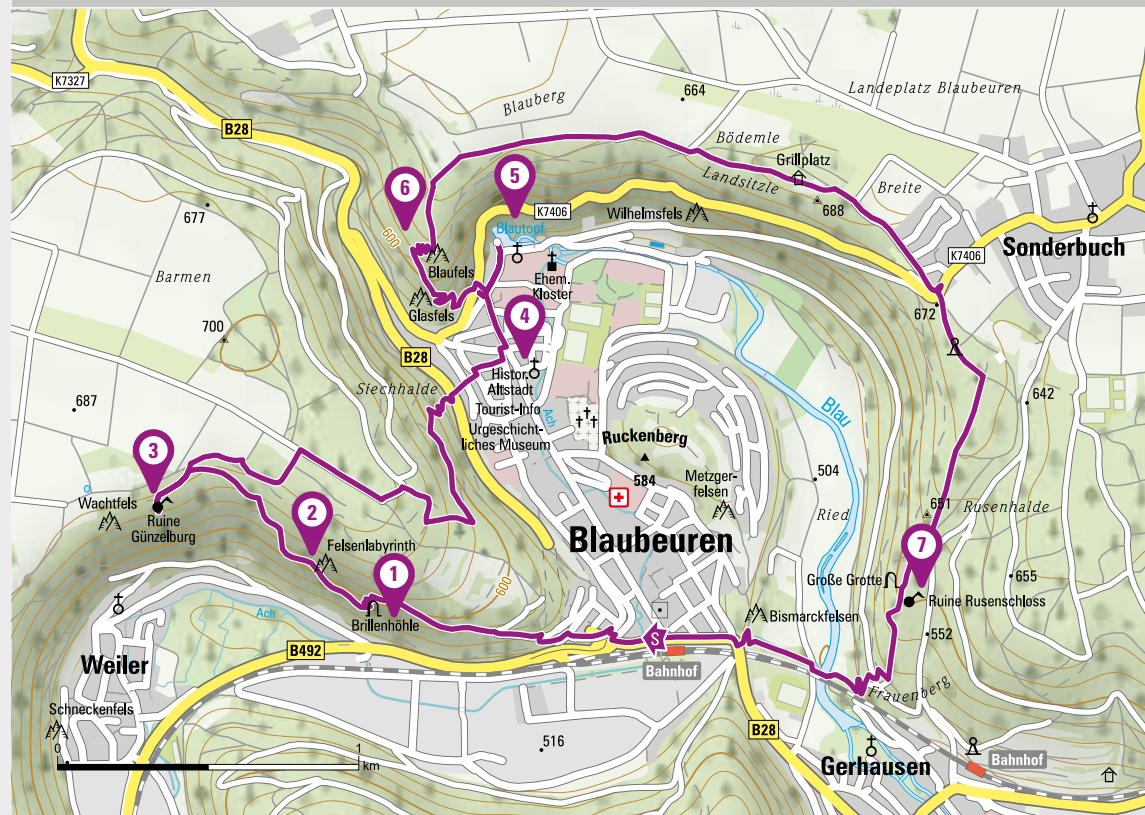 K7327
B28
Blauberg
664
Landeplatz Blaubeuren
Bödemle
Grillplatz
Landsitzle
Breite
688
6
5
K7406
Wilhelmsfels
677
600
Blautopf
Blaufels
Ehem.
Kloster
Sonderbuch
K7406
Barmen
Glasfels
672
4
700
B28
Histor.
Altstadt
Siechhalde
Tourist-Info
Urgeschicht-
liches Museum
Ach
Blau
642
687
Ruckenberg
584
Metzger-
felsen
504
Ried
3
Wachtfels
Ruine
Günzelburg
2
Felsenlabyrinth
Blaubeuren
651
Rusenhalde
7
1
600
Große Grotte
655
Ruine Rusenschloss
Brillenhöhle
Bismarckfelsen
Ach
552
S
B492
Weiler
Bahnhof
Frauenberg
Schneckenfels
B28
516
0
1
km
Gerhausen
Bahnhof